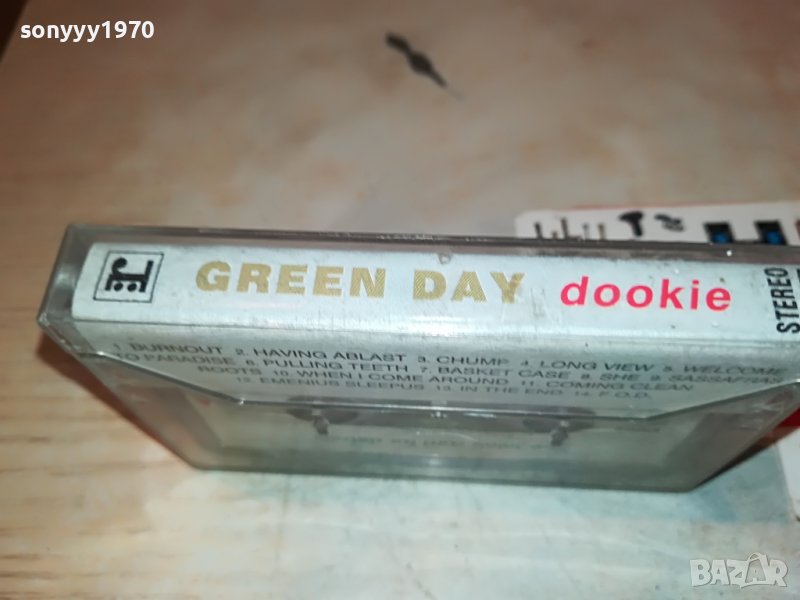 sonyyy1970
GREEN DAY dookie STEREO
1. BURNOUT 2. HAVING ABLAST 3. CHUMP 4. LONG VIEW 5. WELCOME
TO PARADISE 6. PULLING TEETH 7. BASKET CASE 8. SHE 9. SASSAFRAS
ROOTS 10. WHEN I COME AROUND 11. COMING CLEAN
12. EMENIUS SLEEPUS 13. IN THE END 14. F.O.D.
BAZAR